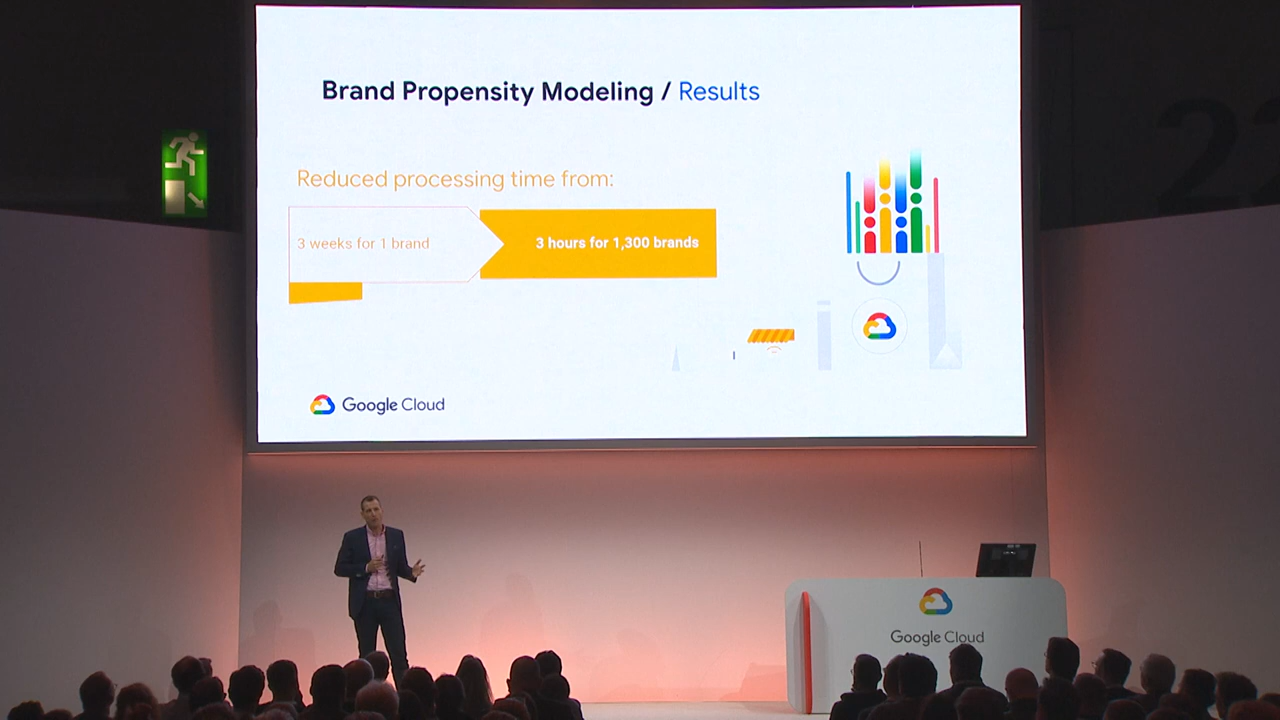 Brand Propensity Modeling / Results
Reduced processing time from:
3 weeks for 1 brand
3 hours for 1,300 brands
Google Cloud
Google Cloud
22